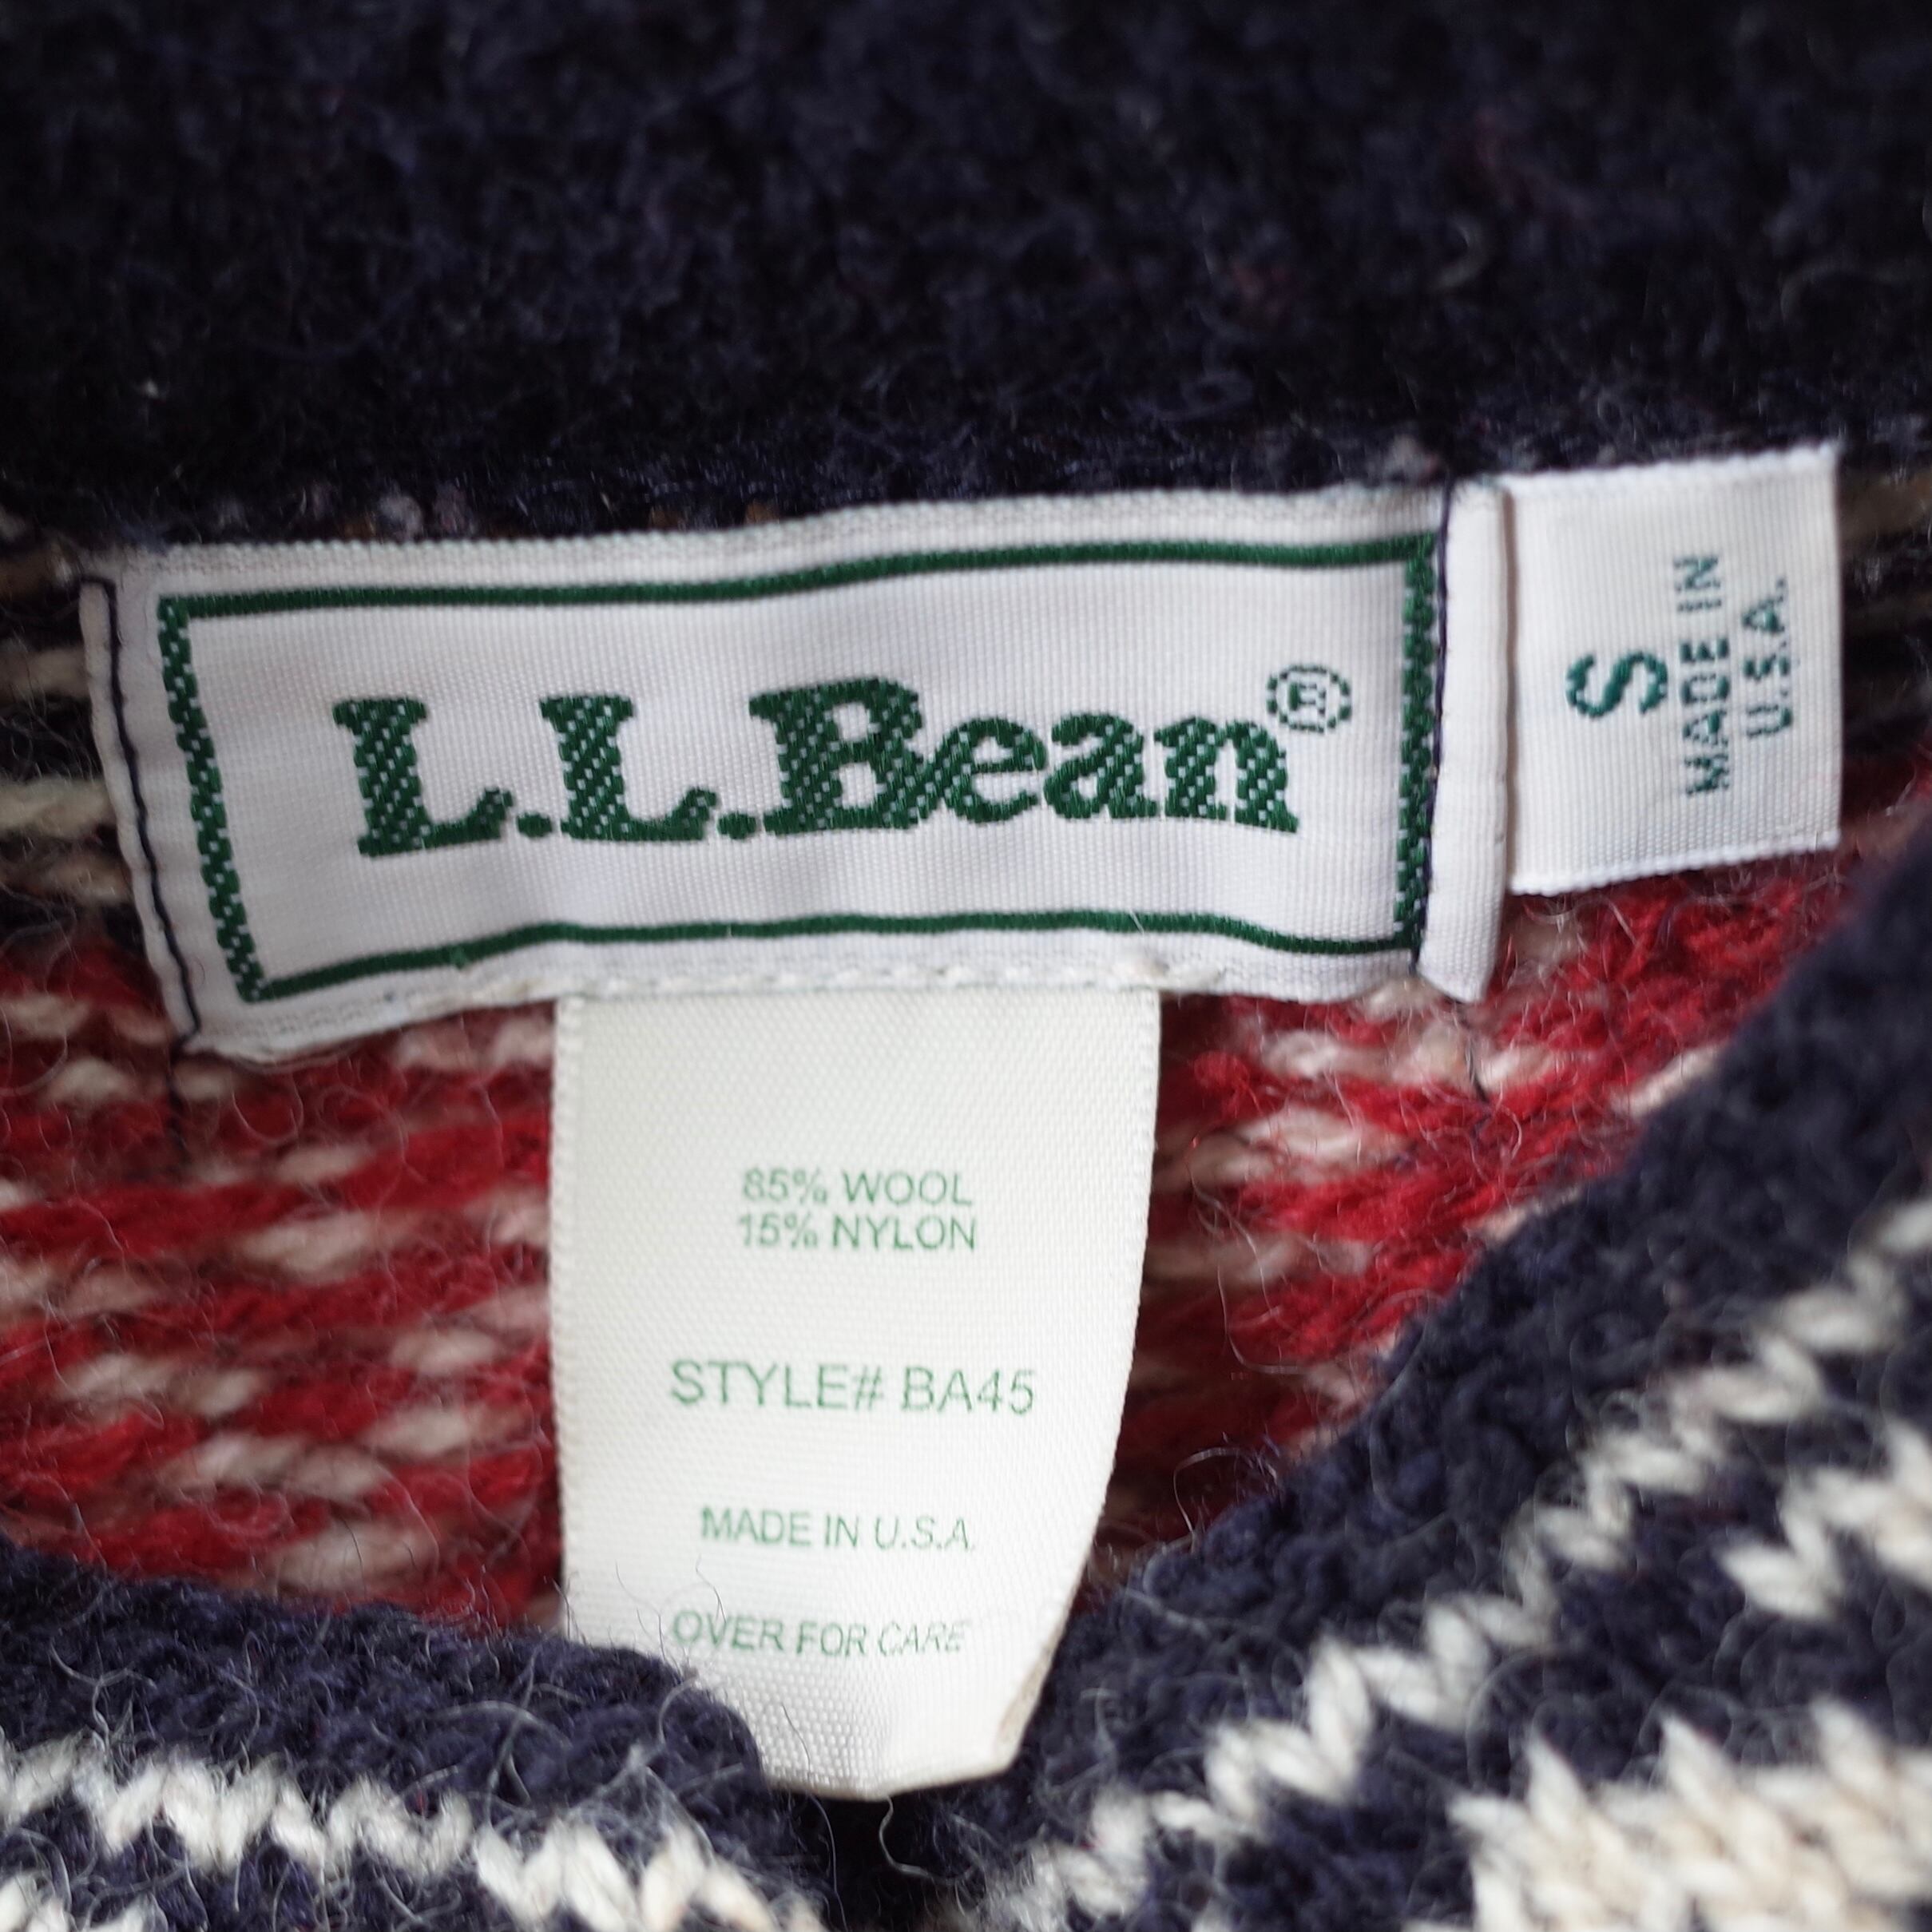 L.L.Bean®
S
MADE IN
U.S.A.
85% WOOL
15% NYLON
STYLE# BA45
MADE IN U.S.A.
OVER FOR CARE